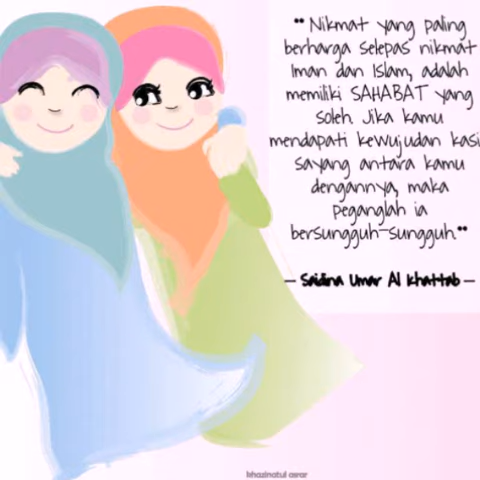 "Nikmat yang paling
berharga selepas nikmat
Iman dan Islam, adalah
memiliki SAHABAT yang
soleh. Jika kamu
mendapati kewujudan kasi
sayang antara kamu
dengannya, maka
peganglah ia
bersungguh-sungguh."
- Saidina Umar Al Khattab -
khazinatul asrar